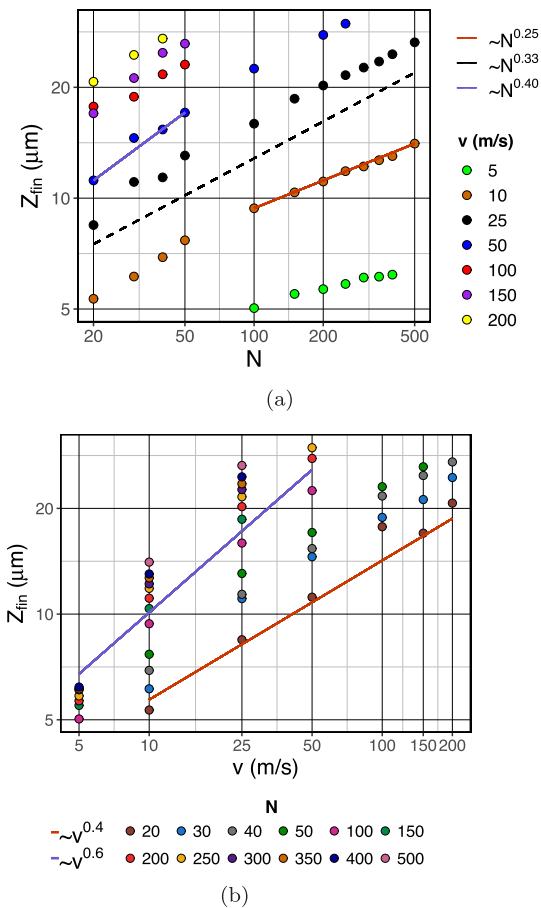 20
10
5
Z_fin (μm)
20 50 100 200 500
N
~N^0.25
~N^0.33
~N^0.40
v (m/s)
5
10
25
50
100
150
200
(a)
20
10
5
Z_fin (μm)
5 10 25 50 100 150 200
v (m/s)
N
~v^0.4 20 30 40 50 100 150
~v^0.6 200 250 300 350 400 500
(b)